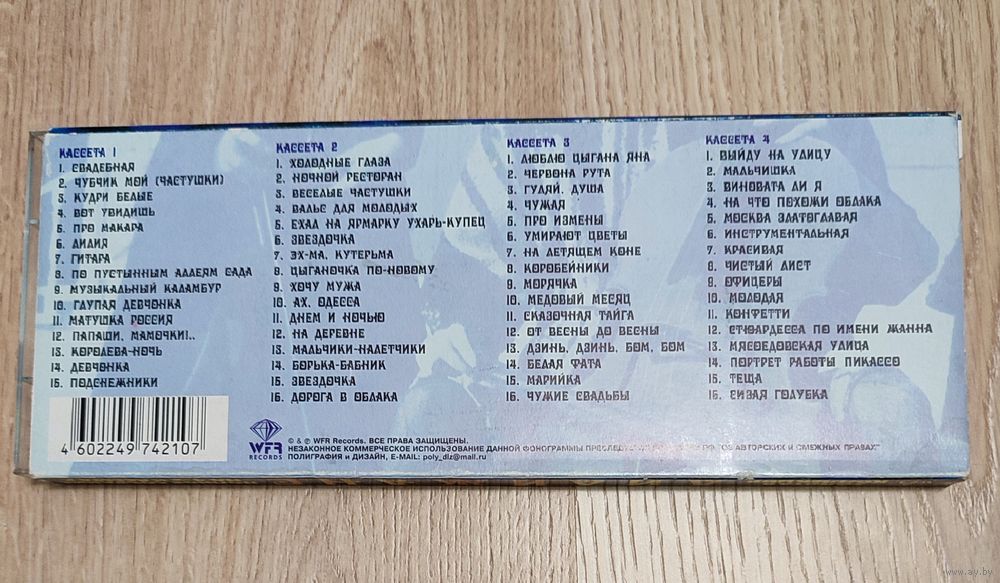 КАССЕТА 1
1. СВАДЕБНАЯ
2. ЧУБЧИК МОЙ (ЧАСТУШКИ)
3. КУДРИ БЕЛЫЕ
4. ВОТ УВИДИШЬ
5. ПРО МАКАРА
6. ЛИЛИЯ
7. ГИТАРА
8. ПО ПУСТЫННЫМ АЛЛЕЯМ САДА
9. МУЗЫКАЛЬНЫЙ КАЛАМБУР
10. ГЛУПАЯ ДЕВЧОНКА
11. МАТУШКА РОССИЯ
12. ПАПАШИ, МАМОЧКИ!..
13. КОРОЛЕВА-НОЧЬ
14. ДЕВЧОНКА
15. ПОДСНЕЖНИКИ
4 602249 742107
КАССЕТА 2
1. ХОЛОДНЫЕ ГЛАЗА
2. НОЧНОЙ РЕСТОРАН
3. ВЕСЕЛЫЕ ЧАСТУШКИ
4. ВАЛЬС ДЛЯ МОЛОДЫХ
5. ЕХАЛ НА ЯРМАРКУ УХАРЬ-КУПЕЦ
6. ЗВЕЗДОЧКА
7. ЭХ-МА, КУТЕРЬМА
8. ЦЫГАНОЧКА ПО-НОВОМУ
9. ХОЧУ МУЖА
10. АХ, ОДЕССА
11. ДНЕМ И НОЧЬЮ
12. НА ДЕРЕВНЕ
13. МАЛЬЧИКИ-НАЛЕТЧИКИ
14. БОРЬКА-БАБНИК
15. ЗВЕЗДОЧКА
16. ДОРОГА В ОБЛАКА
КАССЕТА 3
1. ЛЮБЛЮ ЦЫГАНА ЯНА
2. ЧЕРВОНА РУТА
3. ГУЛЯЙ, ДУША
4. ЧУЖАЯ
5. ПРО ИЗМЕНЫ
6. УМИРАЮТ ЦВЕТЫ
7. НА ЛЕТЯЩЕМ КОНЕ
8. КОРОБЕЙНИКИ
9. МОРЯЧКА
10. МЕДОВЫЙ МЕСЯЦ
11. СКАЗОЧНАЯ ТАЙГА
12. ОТ ВЕСНЫ ДО ВЕСНЫ
13. ДЗИНЬ, ДЗИНЬ, БОМ, БОМ
14. БЕЛАЯ ФАТА
15. МАРИЙКА
16. ЧУЖИЕ СВАДЬБЫ
КАССЕТА 4
1. ВЫЙДУ НА УЛИЦУ
2. МАЛЬЧИШКА
3. ВИНОВАТА ЛИ Я
4. НА ЧТО ПОХОЖИ ОБЛАКА
5. МОСКВА ЗЛАТОГЛАВАЯ
6. ИНСТРУМЕНТАЛЬНАЯ
7. КРАСИВАЯ
8. ЧИСТЫЙ ЛИСТ
9. ОФИЦЕРЫ
10. МОЛОДАЯ
11. КОНФЕТТИ
12. СТЮАРДЕССА ПО ИМЕНИ ЖАННА
13. МЯСОЕДОВСКАЯ УЛИЦА
14. ПОРТРЕТ РАБОТЫ ПИКАССО
15. ТЕЩА
16. СИЗАЯ ГОЛУБКА
WFR
RECORDS
© & ℗ WFR Records. ВСЕ ПРАВА ЗАЩИЩЕНЫ.
НЕЗАКОННОЕ КОММЕРЧЕСКОЕ ИСПОЛЬЗОВАНИЕ ДАННОЙ ФОНОГРАММЫ АВТОРСКИХ И СМЕЖНЫХ ПРАВАХ"
ПОЛИГРАФИЯ и ДИЗАЙН, E-MAIL: poly_diz@mail.ru
www.ay.by